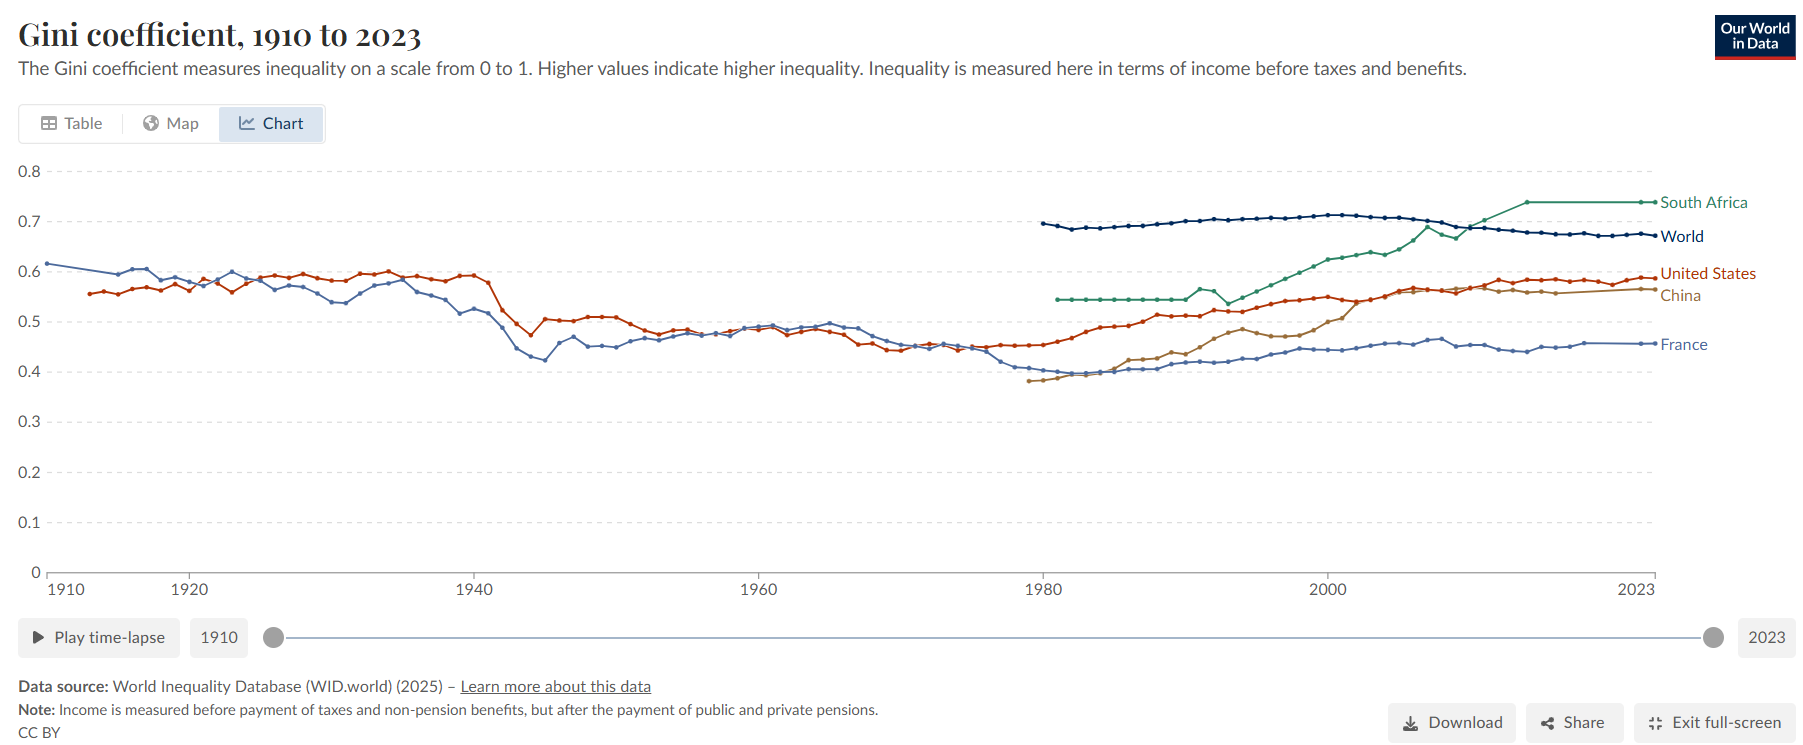 Gini coefficient, 1910 to 2023
Our World
in Data
The Gini coefficient measures inequality on a scale from 0 to 1. Higher values indicate higher inequality. Inequality is measured here in terms of income before taxes and benefits.
Table Map Chart
0.8
0.7
0.6
0.5
0.4
0.3
0.2
0.1
0
South Africa
World
United States
China
France
1910 1920 1940 1960 1980 2000 2023
Play time-lapse 1910 2023
Data source: World Inequality Database (WID.world) (2025) – Learn more about this data
Note: Income is measured before payment of taxes and non-pension benefits, but after the payment of public and private pensions.
CC BY
Download Share Exit full-screen